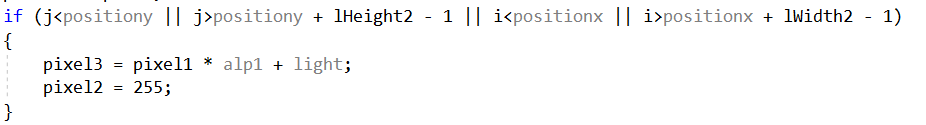 if (j<positiony || j>positiony + lHeight2 - 1 || i<positionx || i>positionx + lWidth2 - 1)
{
    pixel3 = pixel1 * alp1 + light;
    pixel2 = 255;
}